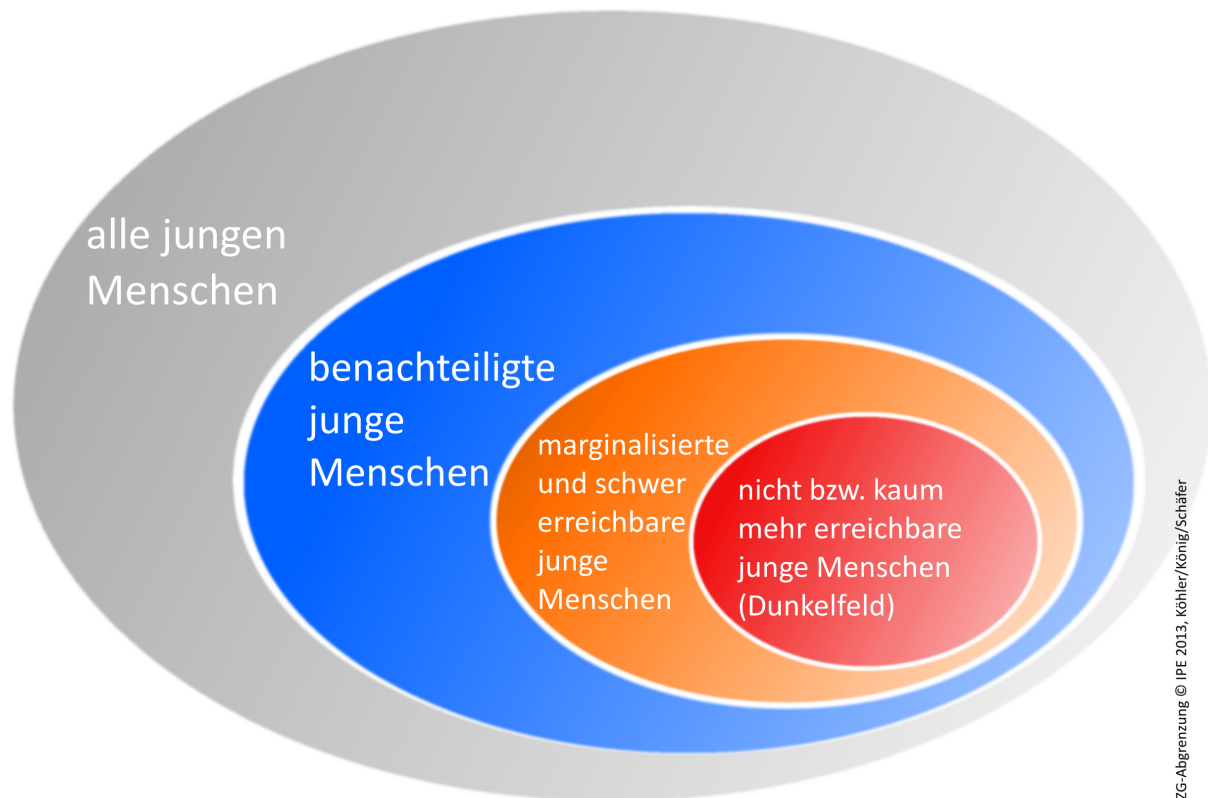 alle jungen
Menschen
benachteiligte
junge
Menschen
marginalisierte
und schwer
erreichbare
junge
Menschen
nicht bzw. kaum
mehr erreichbare
junge Menschen
(Dunkelfeld)
ZG-Abgrenzung © IPE 2013, Köhler/König/Schäfer